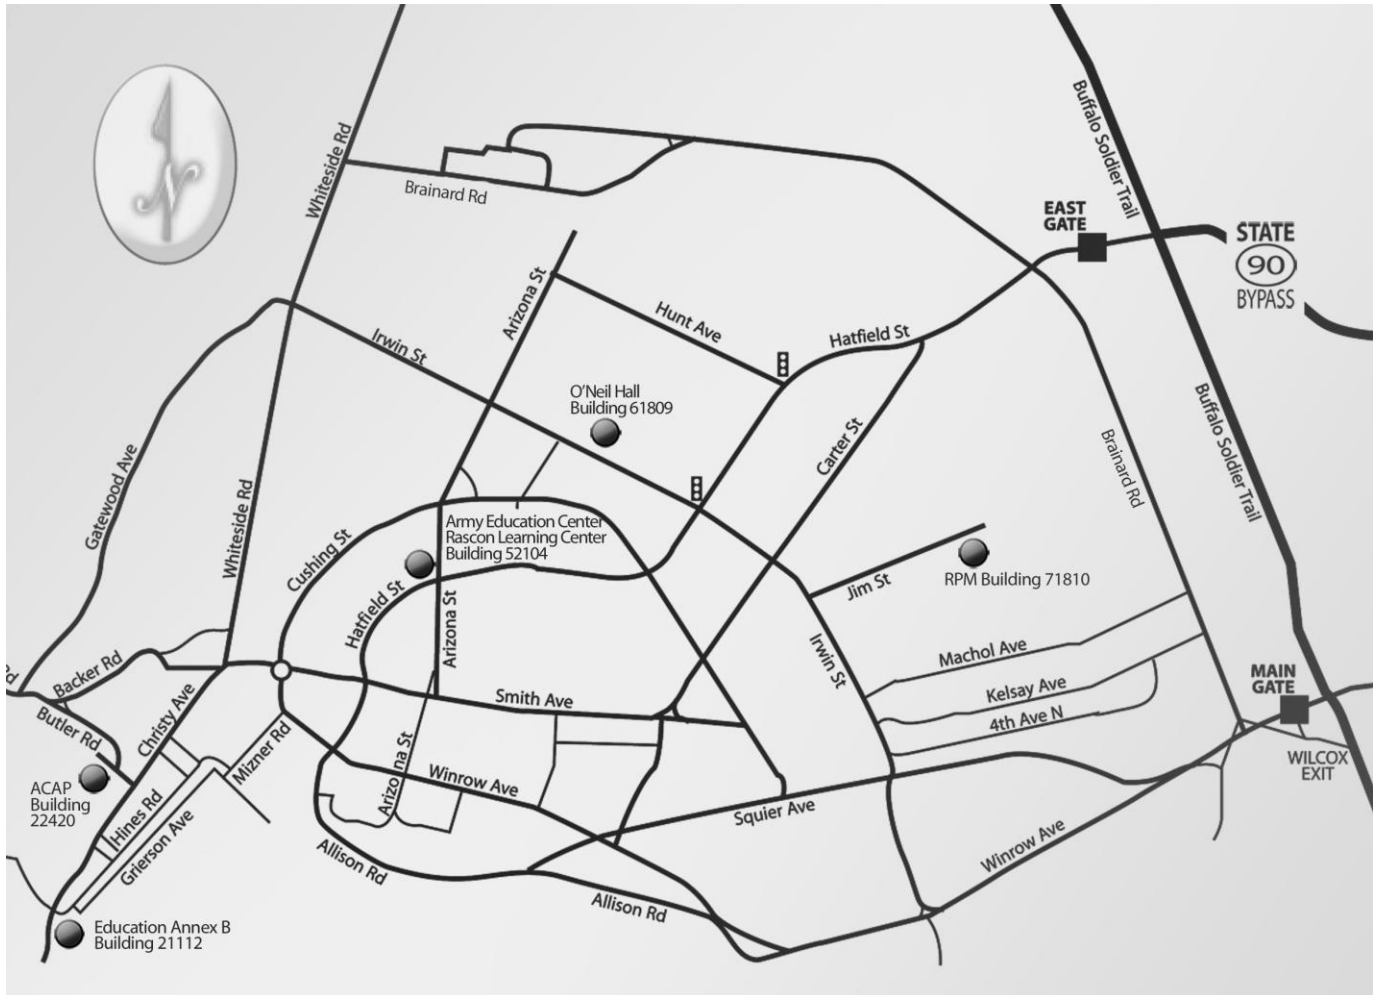 Whiteside Rd
Buffalo Soldier Trail
N
Brainard Rd
EAST
GATE
STATE
90
BYPASS
Arizona St
Hunt Ave
Hatfield St
Irwin St
O'Neil Hall
Building 61809
Buffalo Soldier Trail
Carter St
Brainard Rd
Gatewood Ave
Whiteside Rd
Cushing St
Army Education Center
Rascon Learning Center
Building 52104
RPM Building 71810
Jim St
Hatfield St
Arizona St
Irwin St
Machol Ave
Backer Rd
Rd
Kelsay Ave
MAIN
GATE
Smith Ave
4th Ave N
Christy Ave
Butler Rd
Mizner Rd
WILCOX
EXIT
Arizona St
Winrow Ave
ACAP
Building
22420
Hines Rd
Squier Ave
Grierson Ave
Winrow Ave
Allison Rd
Allison Rd
Education Annex B
Building 21112